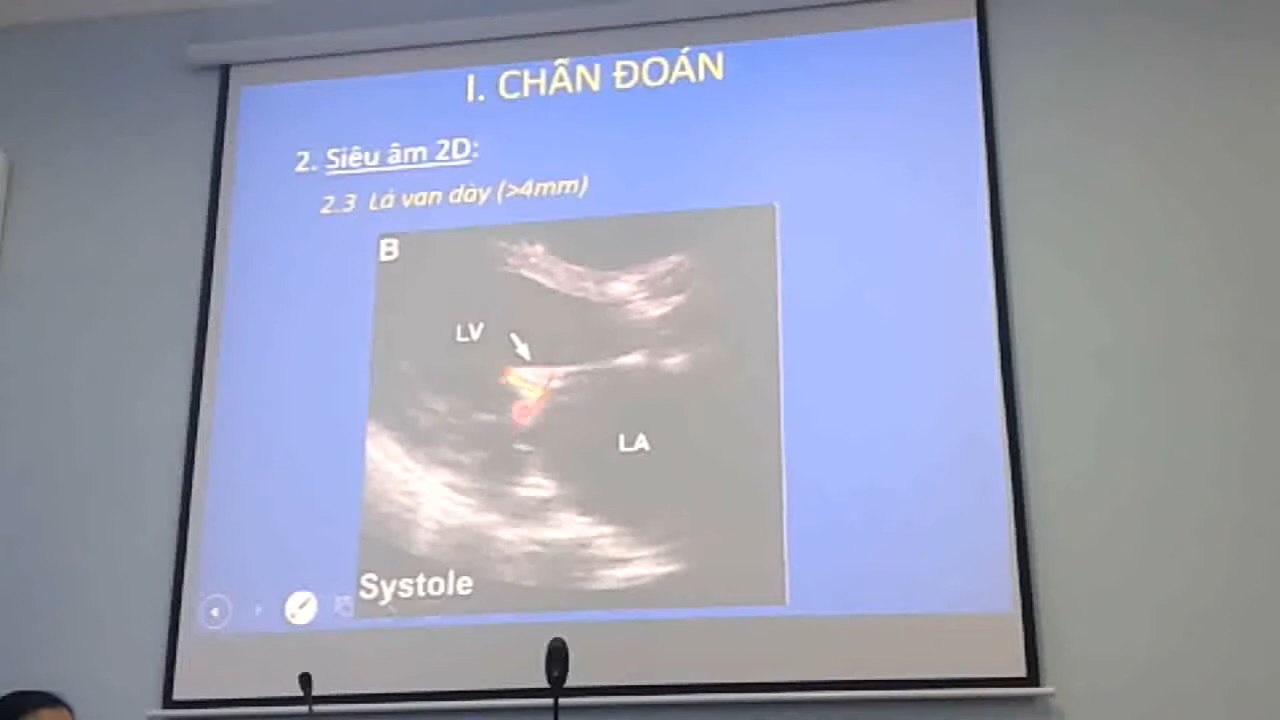 I. CHẨN ĐOÁN
2. Siêu âm 2D:
2.3 Lá van dày (>4mm)
B
LV
LA
Systole